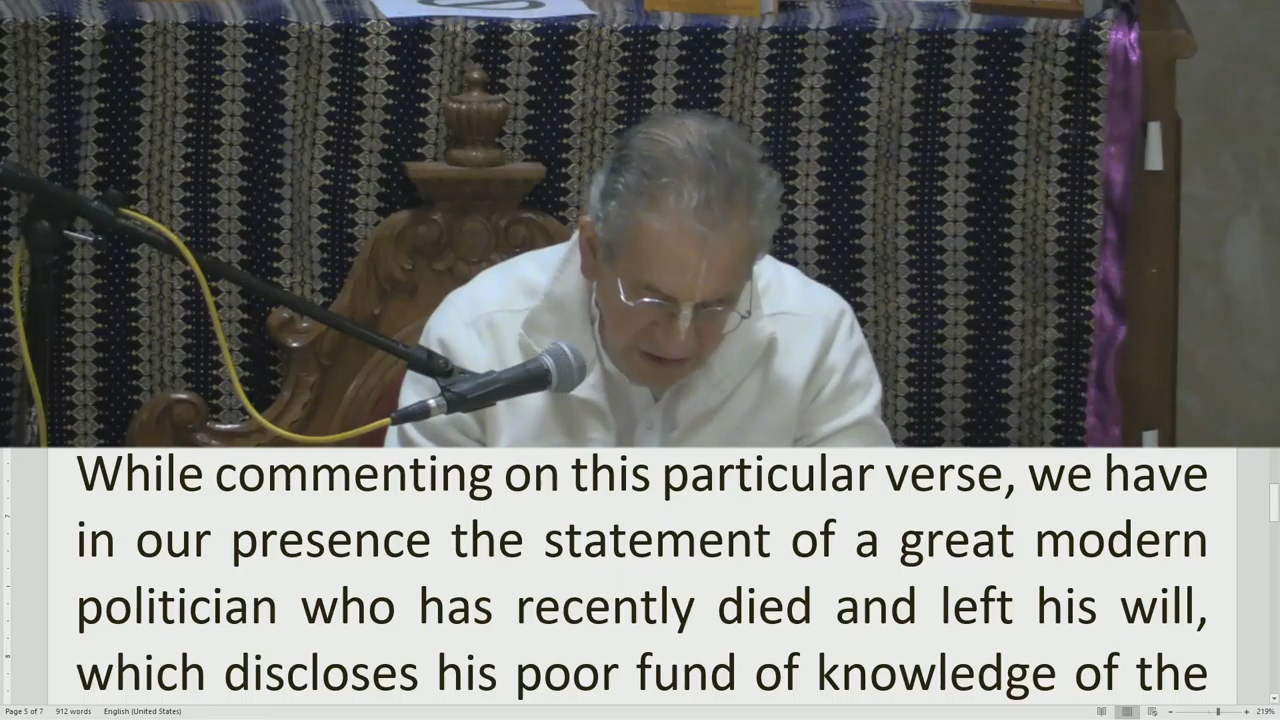 While commenting on this particular verse, we have
in our presence the statement of a great modern
politician who has recently died and left his will,
which discloses his poor fund of knowledge of the
Page 5 of 7 912 words English (United States) 219%